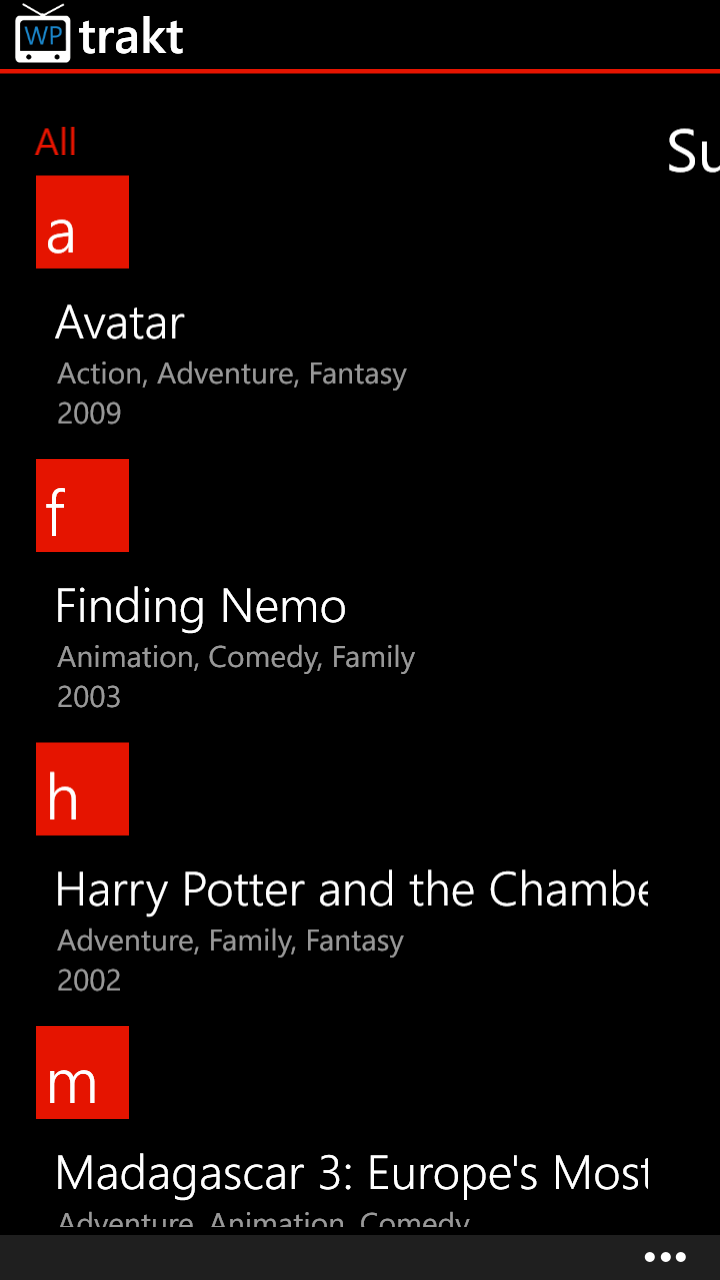 WP trakt
All
Su
a
Avatar
Action, Adventure, Fantasy
2009
f
Finding Nemo
Animation, Comedy, Family
2003
h
Harry Potter and the Chambe
Adventure, Family, Fantasy
2002
m
Madagascar 3: Europe's Most
Adventure, Animation, Comedy